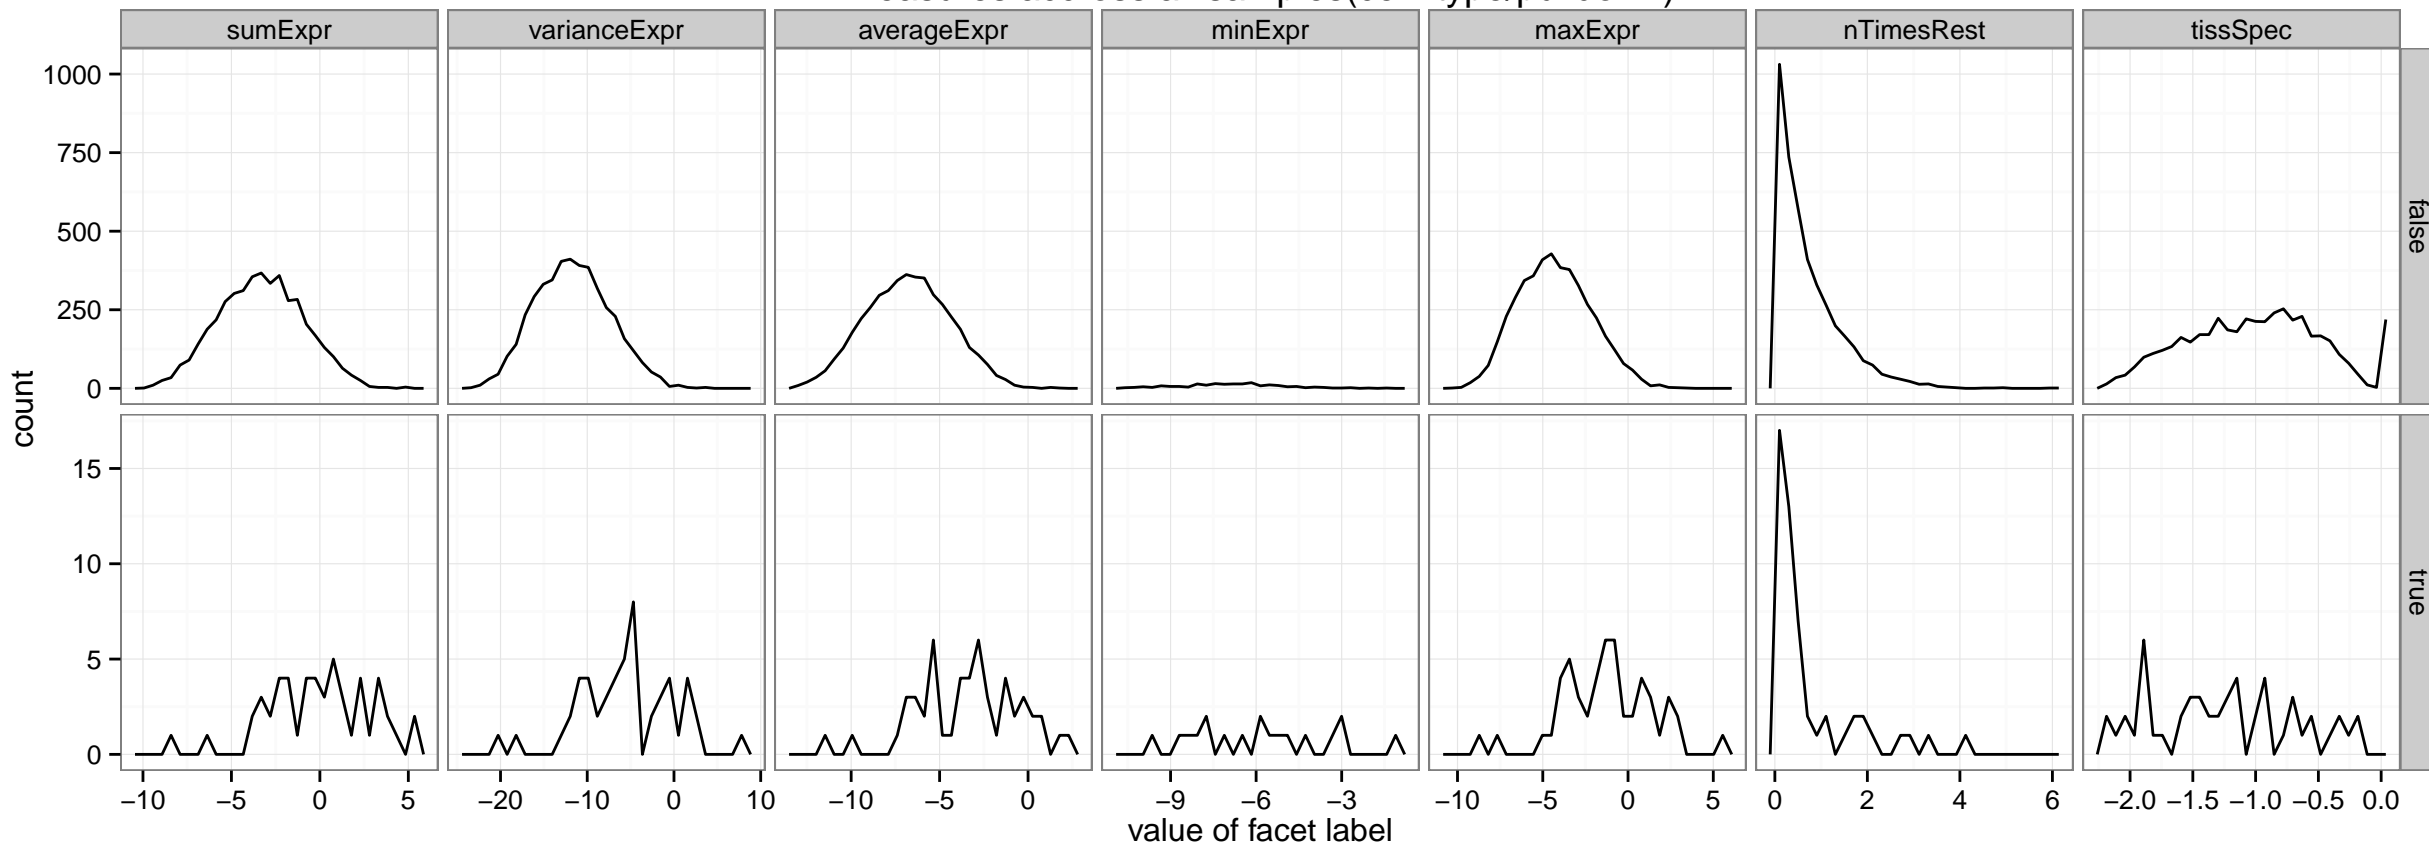 sumExpr varianceExpr averageExpr minExpr maxExpr nTimesRest tissSpec
1000
750
500
250
0
false
count
15
10
5
0
true
−10 −5 0 5 −20 −10 0 10 −10 −5 0 −9 −6 −3 −10 −5 0 5 0 2 4 6 −2.0 −1.5 −1.0 −0.5 0.0
value of facet label